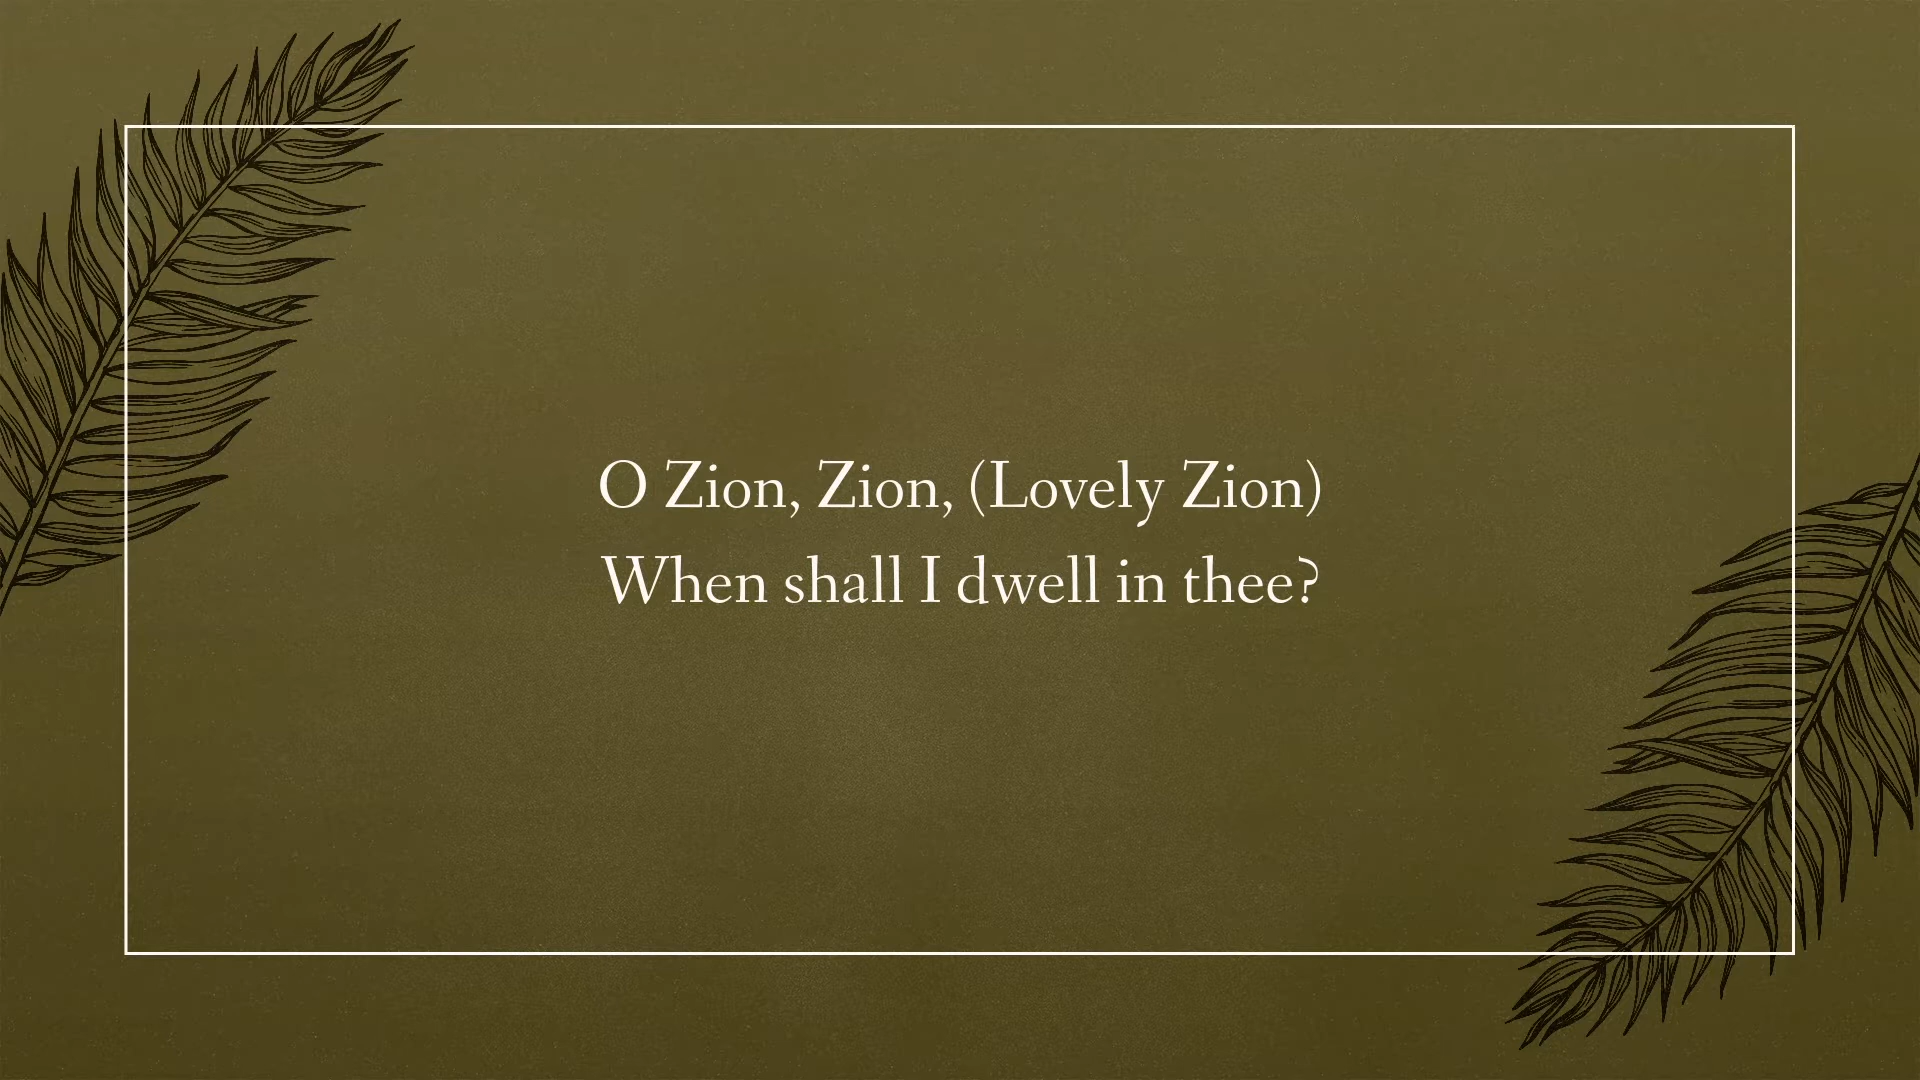 O Zion, Zion, (Lovely Zion)
When shall I dwell in thee?